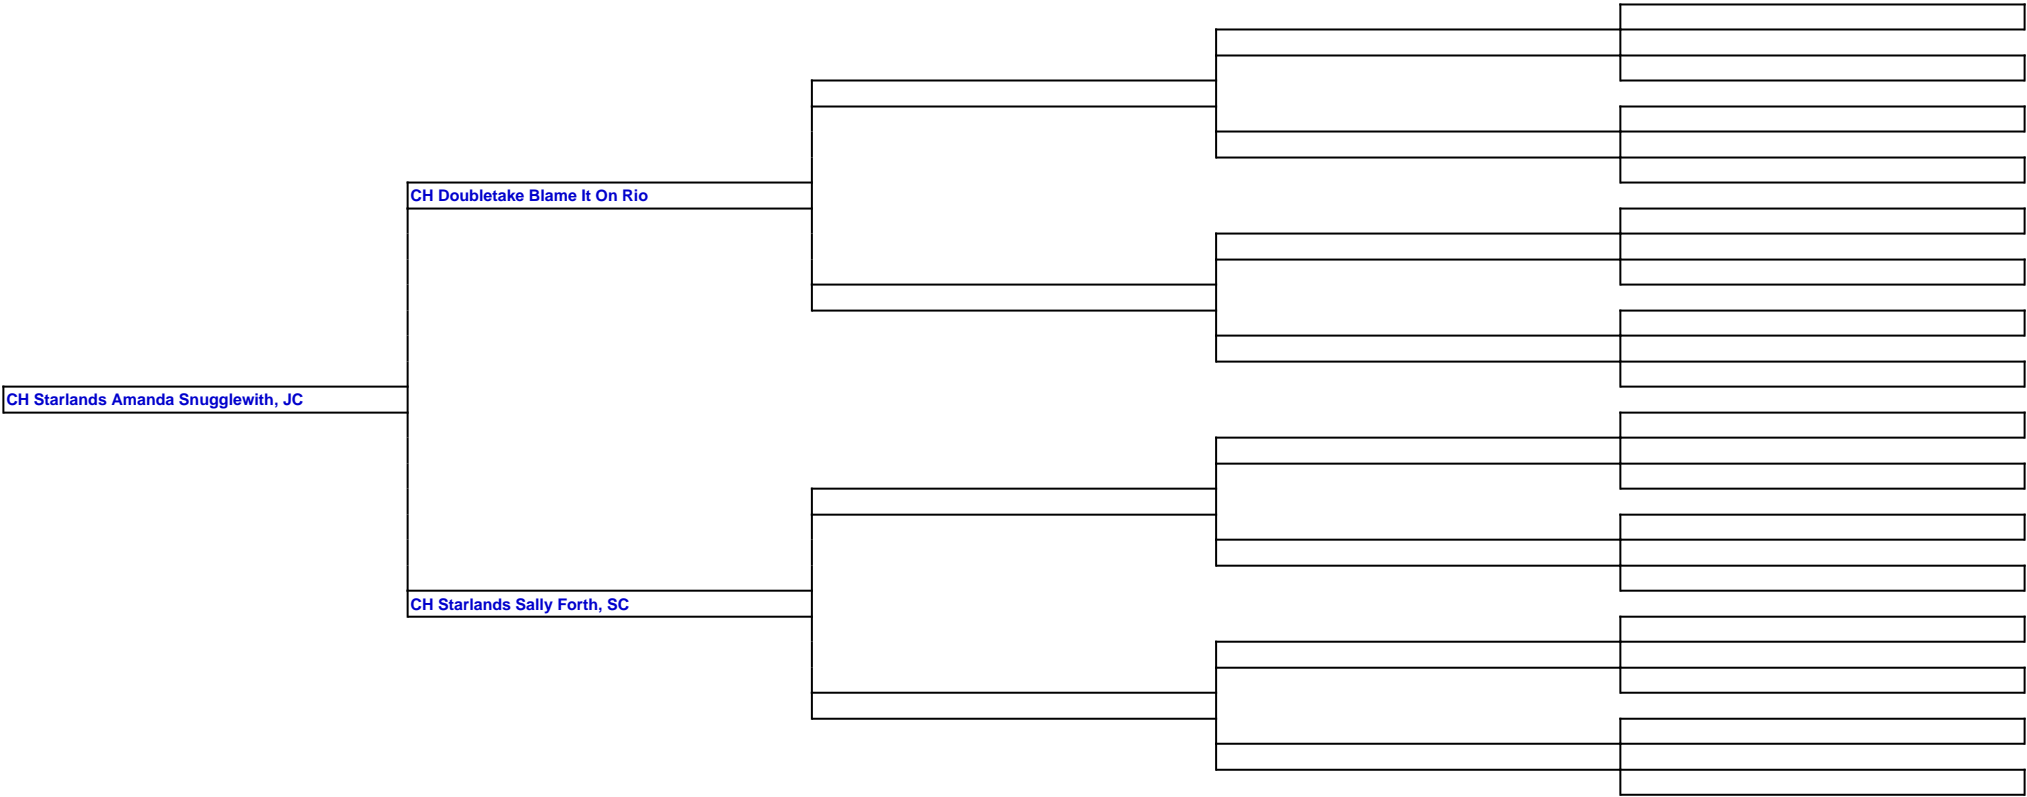 CH Doubletake Blame It On Rio
CH Starlands Amanda Snugglewith, JC
CH Starlands Sally Forth, SC